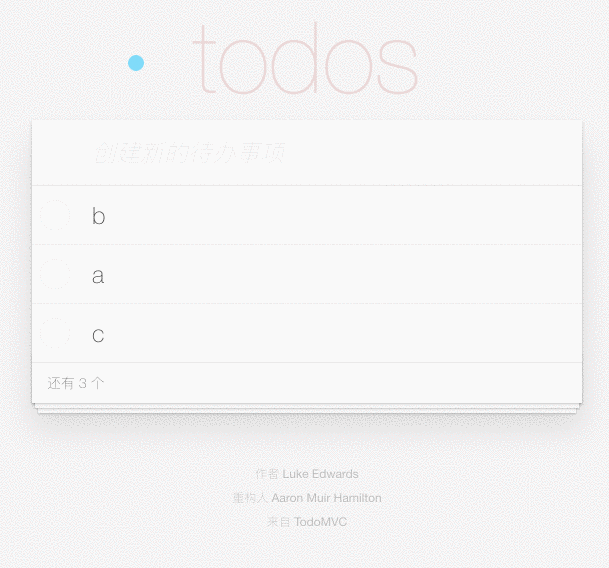 todos
创建新的待办事项
b
a
c
还有 3 个
作者 Luke Edwards
重构人 Aaron Muir Hamilton
来自 TodoMVC